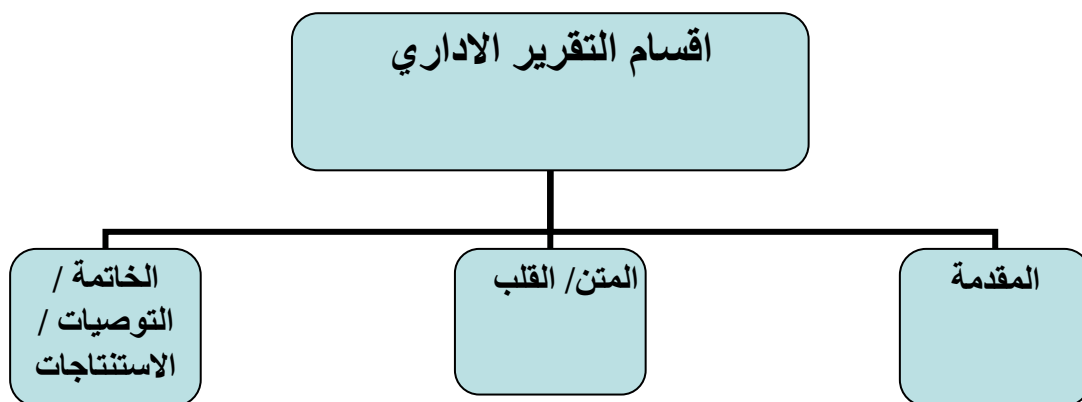 اقسام التقرير الاداري
المقدمة
المتن/ القلب
الخاتمة /
التوصيات /
الاستنتاجات